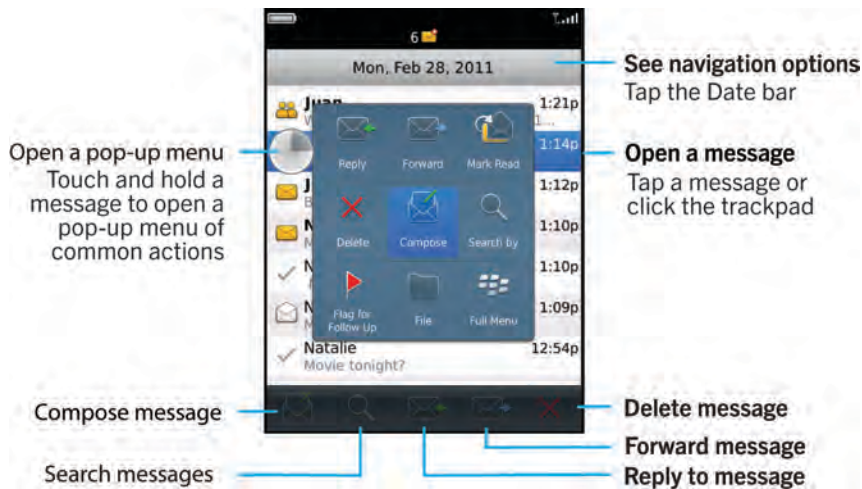 6
Mon, Feb 28, 2011
See navigation options
Tap the Date bar
Juan
1:21p
1:14p
Open a pop-up menu
Touch and hold a
message to open a
pop-up menu of
common actions
Open a message
Tap a message or
click the trackpad
Reply
Forward
Mark Read
J
1:12p
B
N
1:10p
M
Delete
Compose
Search by
N
1:10p
N
1:09p
M
Flag for
Follow Up
File
Full Menu
Natalie
12:54p
Movie tonight?
Compose message
Delete message
Forward message
Search messages
Reply to message